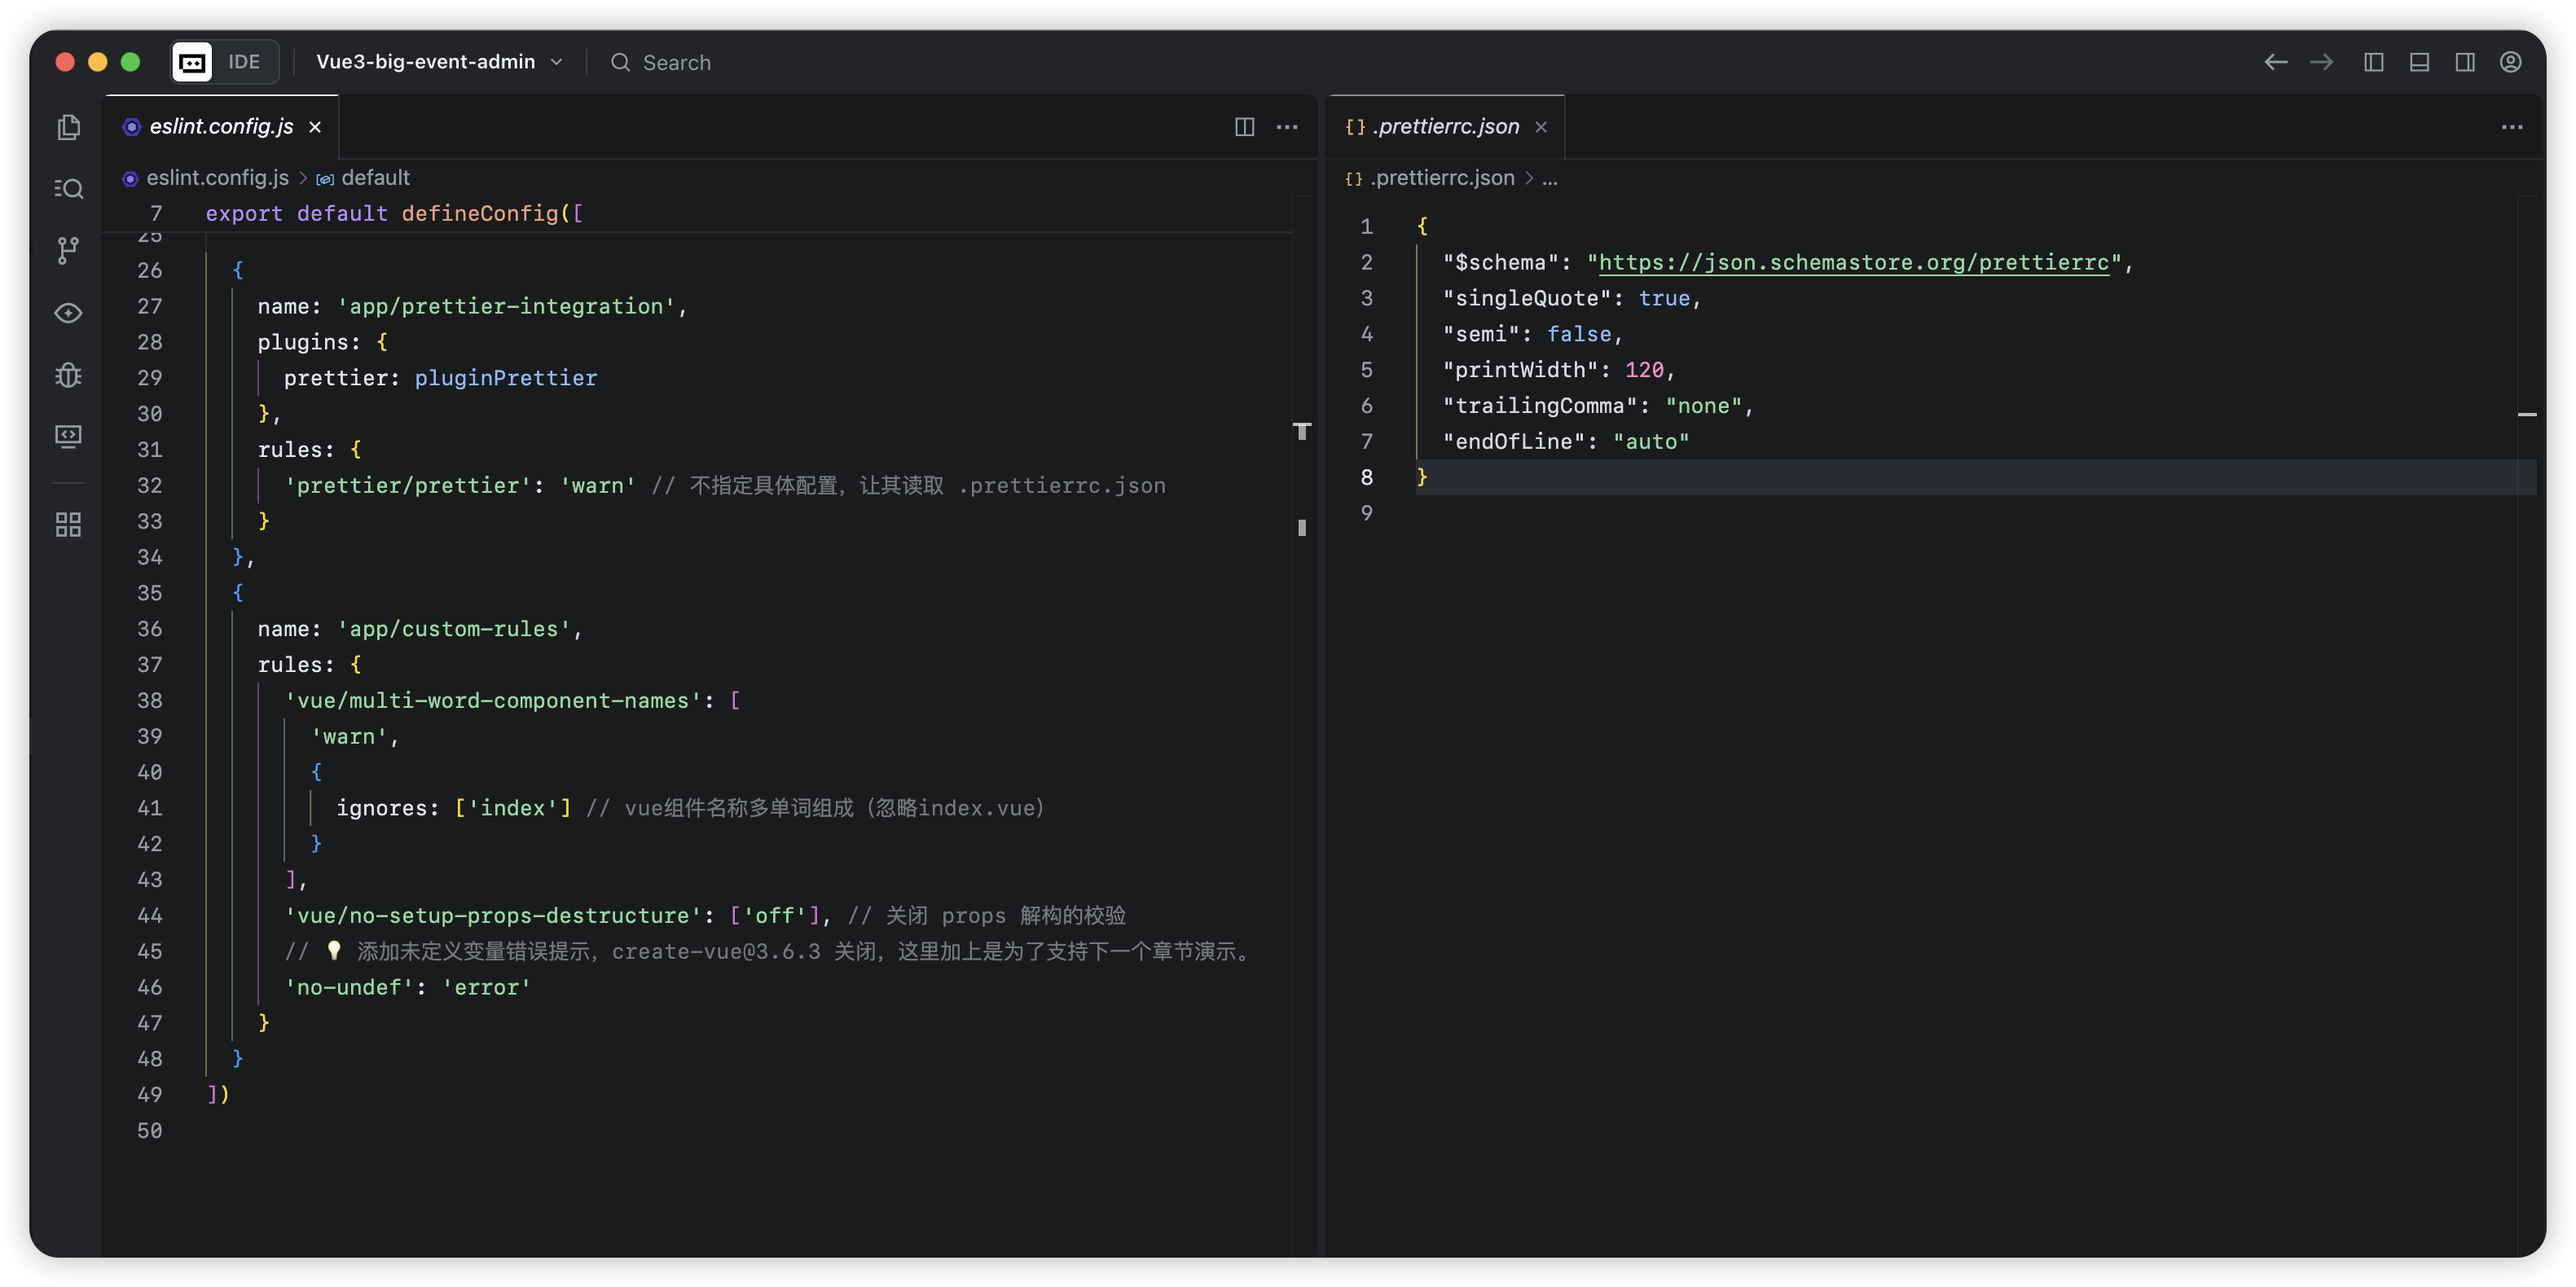 IDE
Vue3-big-event-admin
Search
eslint.config.js
eslint.config.js > default
7 export default defineConfig([
25
26 {
27 name: 'app/prettier-integration',
28 plugins: {
29 prettier: pluginPrettier
30 },
31 rules: {
32 'prettier/prettier': 'warn' // 不指定具体配置，让其读取 .prettierrc.json
33 }
34 },
35 {
36 name: 'app/custom-rules',
37 rules: {
38 'vue/multi-word-component-names': [
39 'warn',
40 {
41 ignores: ['index'] // vue组件名称多单词组成（忽略index.vue）
42 }
43 ],
44 'vue/no-setup-props-destructure': ['off'], // 关闭 props 解构的校验
45 // 💡 添加未定义变量错误提示，create-vue@3.6.3 关闭，这里加上是为了支持下一个章节演示。
46 'no-undef': 'error'
47 }
48 }
49 ])
50
{} .prettierrc.json
{} .prettierrc.json > ...
1 {
2 "$schema": "https://json.schemastore.org/prettierrc",
3 "singleQuote": true,
4 "semi": false,
5 "printWidth": 120,
6 "trailingComma": "none",
7 "endOfLine": "auto"
8 }
9